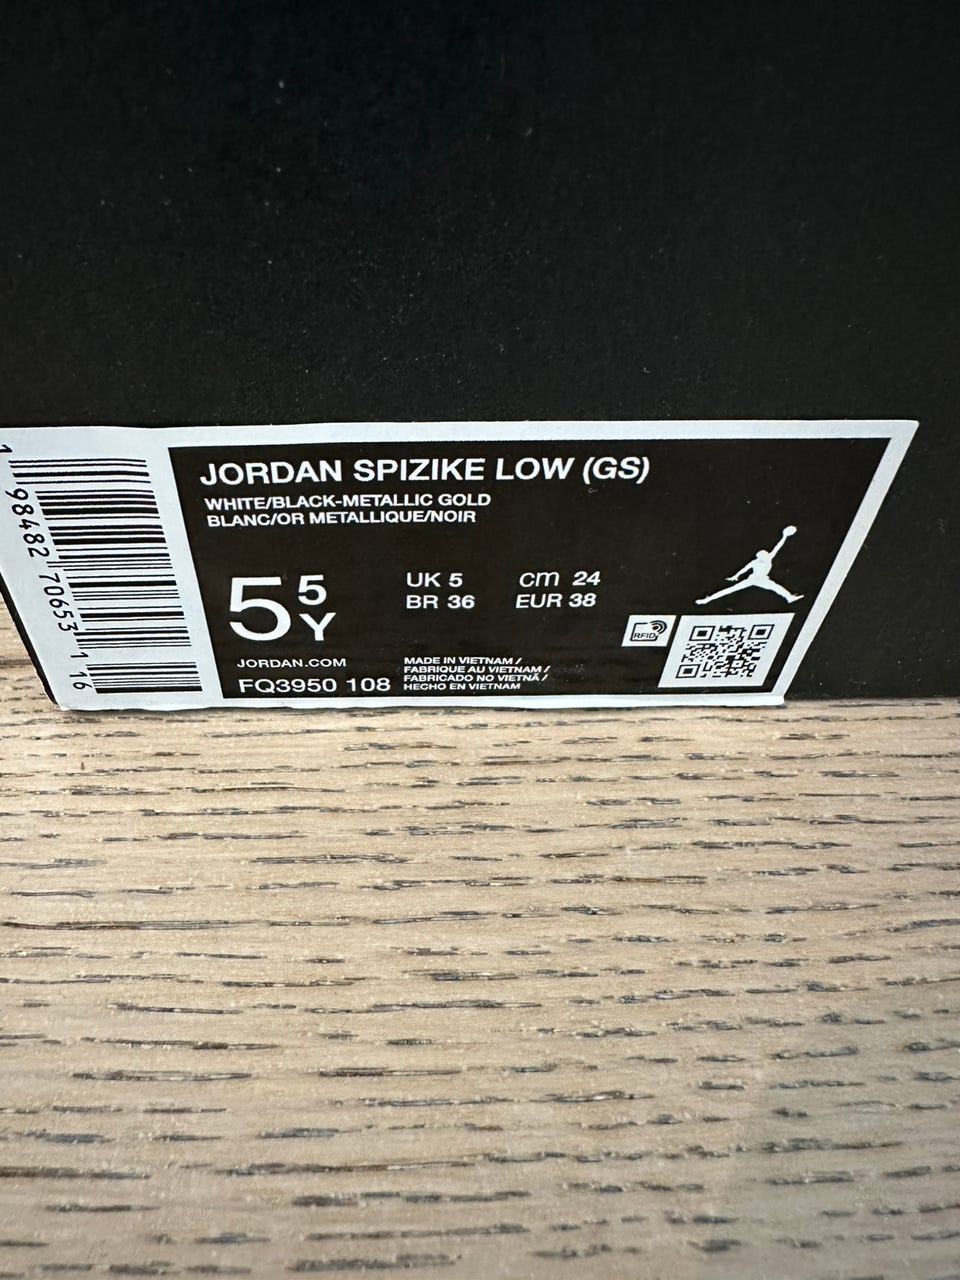 JORDAN SPIZIKE LOW (GS)
WHITE/BLACK-METALLIC GOLD
BLANC/OR METALLIQUE/NOIR
5 5 Y
UK 5 cm 24
BR 36 EUR 38
RFID
JORDAN.COM
FQ3950 108
MADE IN VIETNAM /
FABRIQUE AU VIETNAM /
FABRICADO NO VIETNÃ /
HECHO EN VIETNAM
1 98482 70653 1 16